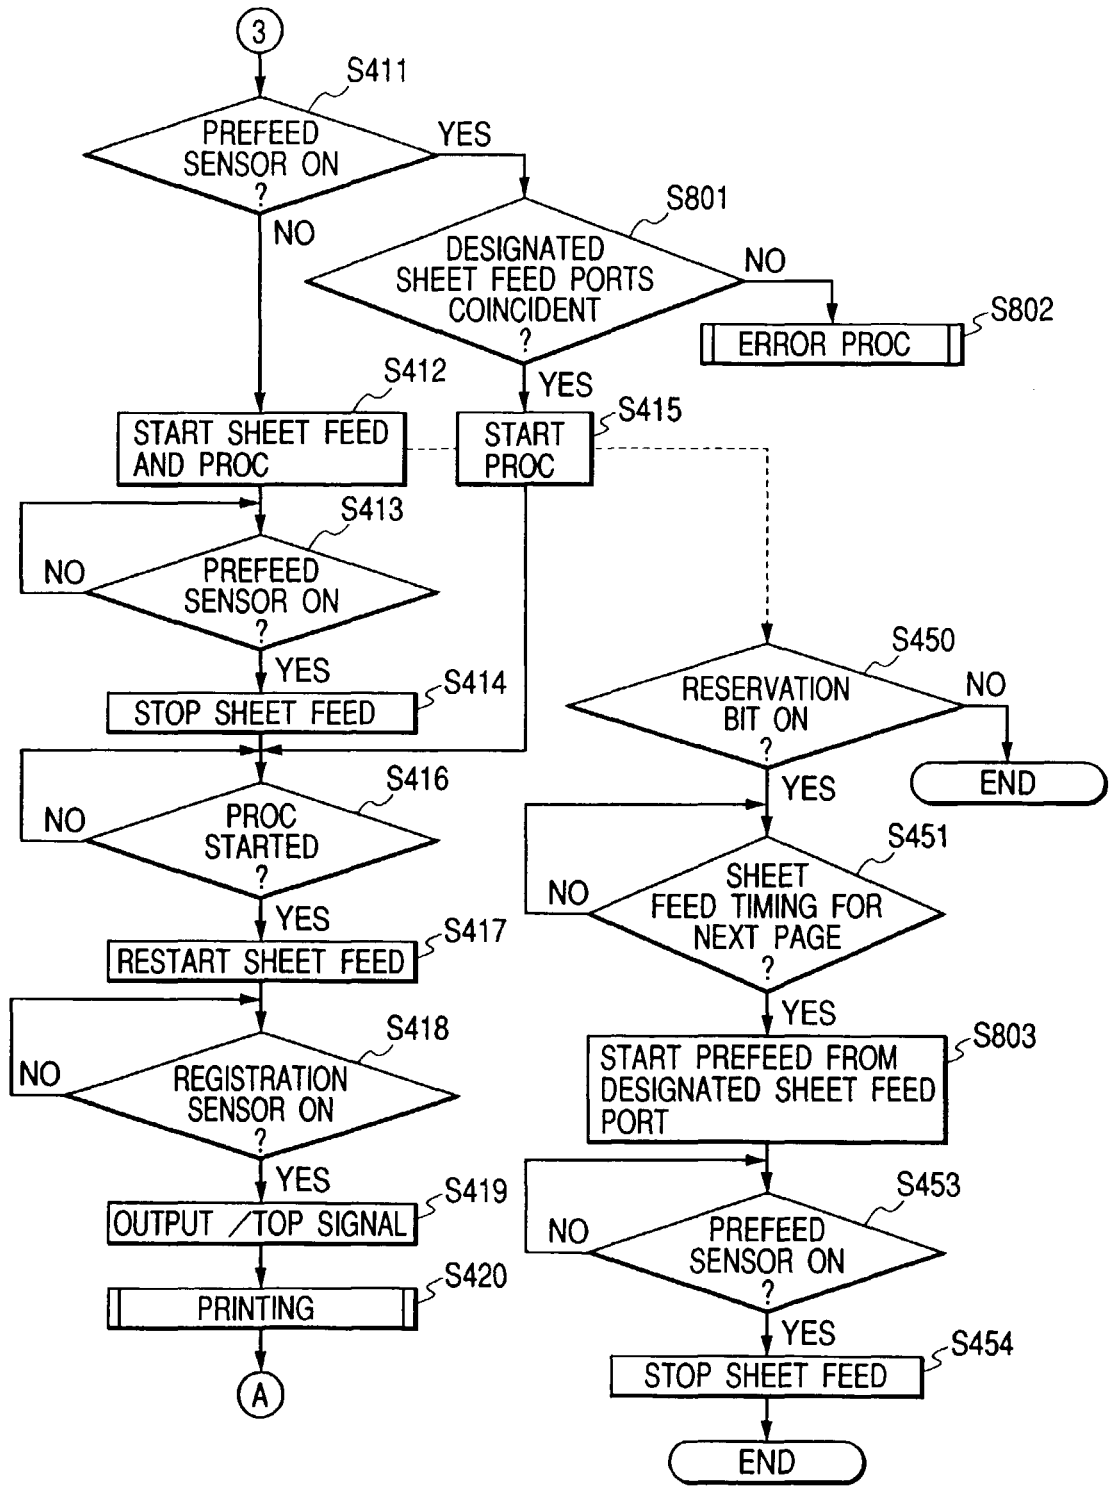 3
S411
PREFEED
SENSOR ON
?
YES
NO
S801
DESIGNATED
SHEET FEED PORTS
COINCIDENT
?
NO
YES
S802
ERROR PROC
S412
START SHEET FEED
AND PROC
S415
START
PROC
S413
PREFEED
SENSOR ON
?
NO
YES
S414
STOP SHEET FEED
S416
PROC
STARTED
?
NO
YES
S417
RESTART SHEET FEED
S418
REGISTRATION
SENSOR ON
?
NO
YES
S419
OUTPUT /TOP SIGNAL
S420
PRINTING
A
S450
RESERVATION
BIT ON
?
NO
END
YES
S451
SHEET
FEED TIMING FOR
NEXT PAGE
?
NO
YES
S803
START PREFEED FROM
DESIGNATED SHEET FEED
PORT
S453
PREFEED
SENSOR ON
?
NO
YES
S454
STOP SHEET FEED
END